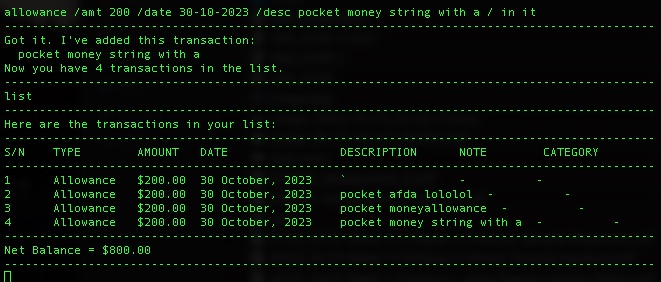 allowance /amt 200 /date 30-10-2023 /desc pocket money string with a / in it
--------------------------------------------------------------------------------------------
Got it. I've added this transaction:
  pocket money string with a
Now you have 4 transactions in the list.
--------------------------------------------------------------------------------------------
list
--------------------------------------------------------------------------------------------
Here are the transactions in your list:
--------------------------------------------------------------------------------------------
S/N    TYPE        AMOUNT   DATE                DESCRIPTION      NOTE            CATEGORY
--------------------------------------------------------------------------------------------
1      Allowance   $200.00  30 October, 2023    `                -          -
2      Allowance   $200.00  30 October, 2023    pocket afda lololol  -          -
3      Allowance   $200.00  30 October, 2023    pocket moneyallowance  -          -
4      Allowance   $200.00  30 October, 2023    pocket money string with a  -          -
--------------------------------------------------------------------------------------------
Net Balance = $800.00
--------------------------------------------------------------------------------------------